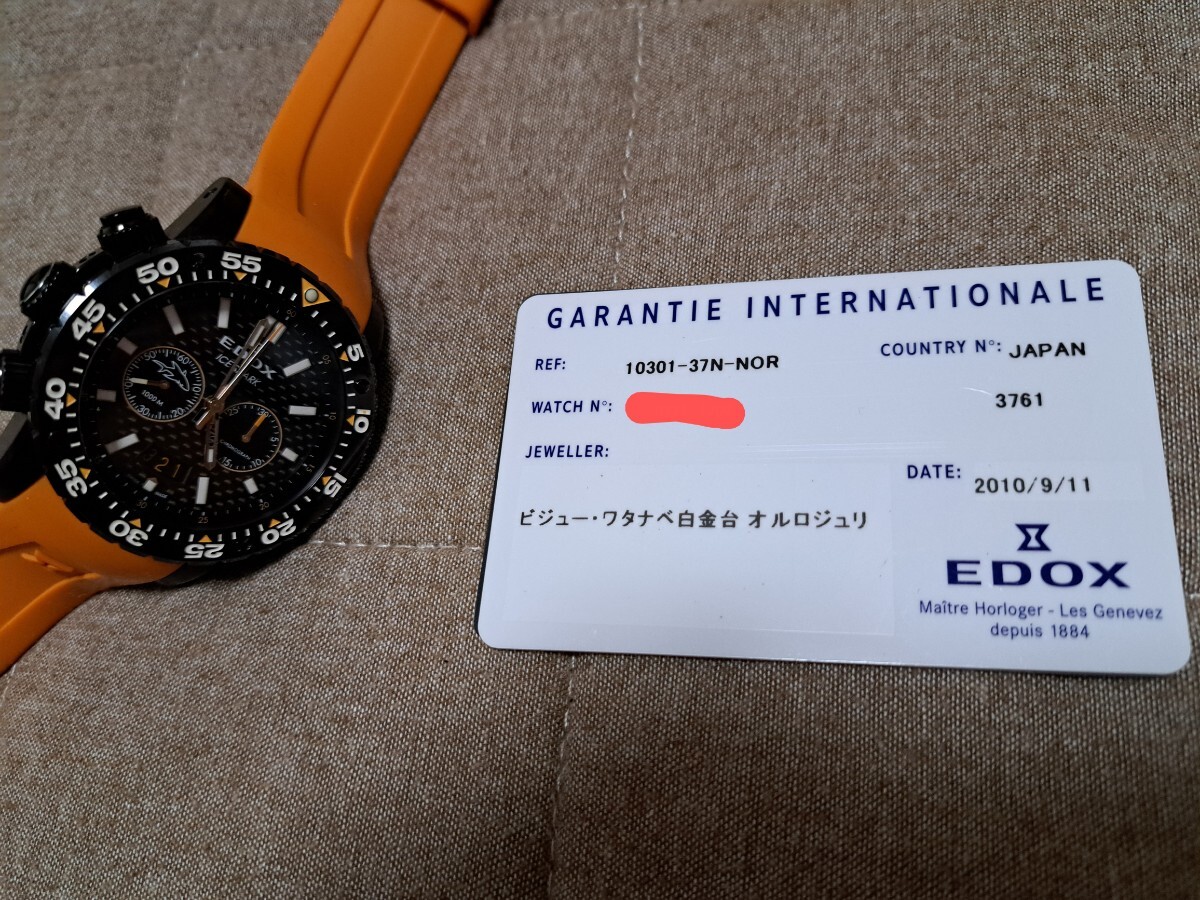 55
50
45
40
35
30
25
20
15
10
5
EDOX
1000 M
21
GARANTIE INTERNATIONALE
REF: 10301-37N-NOR
COUNTRY N°: JAPAN
WATCH N°:
3761
JEWELLER:
DATE: 2010/9/11
ビジュー・ワタナベ白金台 オルロジュリ
EDOX
Maître Horloger - Les Genevez
depuis 1884